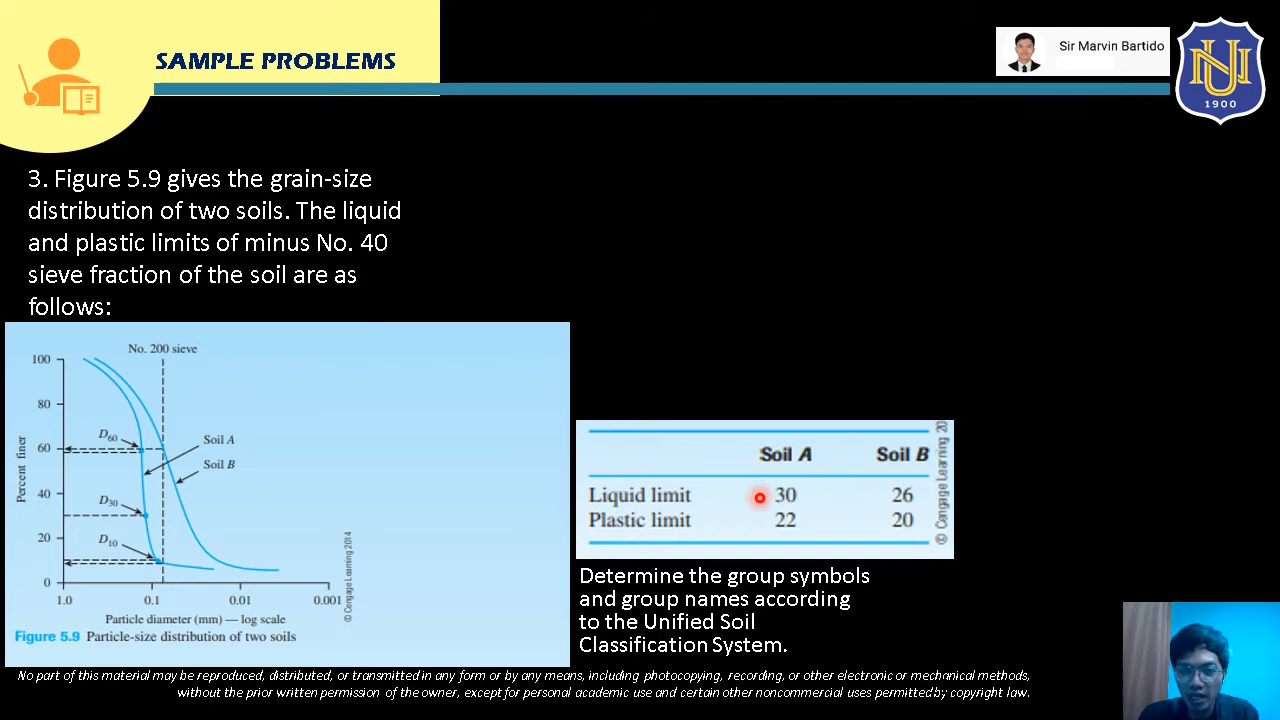 SAMPLE PROBLEMS
Sir Marvin Bartido
NU
1900
3. Figure 5.9 gives the grain-size
distribution of two soils. The liquid
and plastic limits of minus No. 40
sieve fraction of the soil are as
follows:
No. 200 sieve
100
80
60
40
20
0
Percent finer
D60
D30
D10
Soil A
Soil B
1.0
0.1
0.01
0.001
Particle diameter (mm) — log scale
© Cengage Learning 2014
Figure 5.9 Particle-size distribution of two soils
Soil A Soil B
Liquid limit 30 26
Plastic limit 22 20
© Cengage Learning 20
Determine the group symbols
and group names according
to the Unified Soil
Classification System.
No part of this material may be reproduced, distributed, or transmitted in any form or by any means, including photocopying, recording, or other electronic or mechanical methods,
without the prior written permission of the owner, except for personal academic use and certain other noncommercial uses permitted by copyright law.